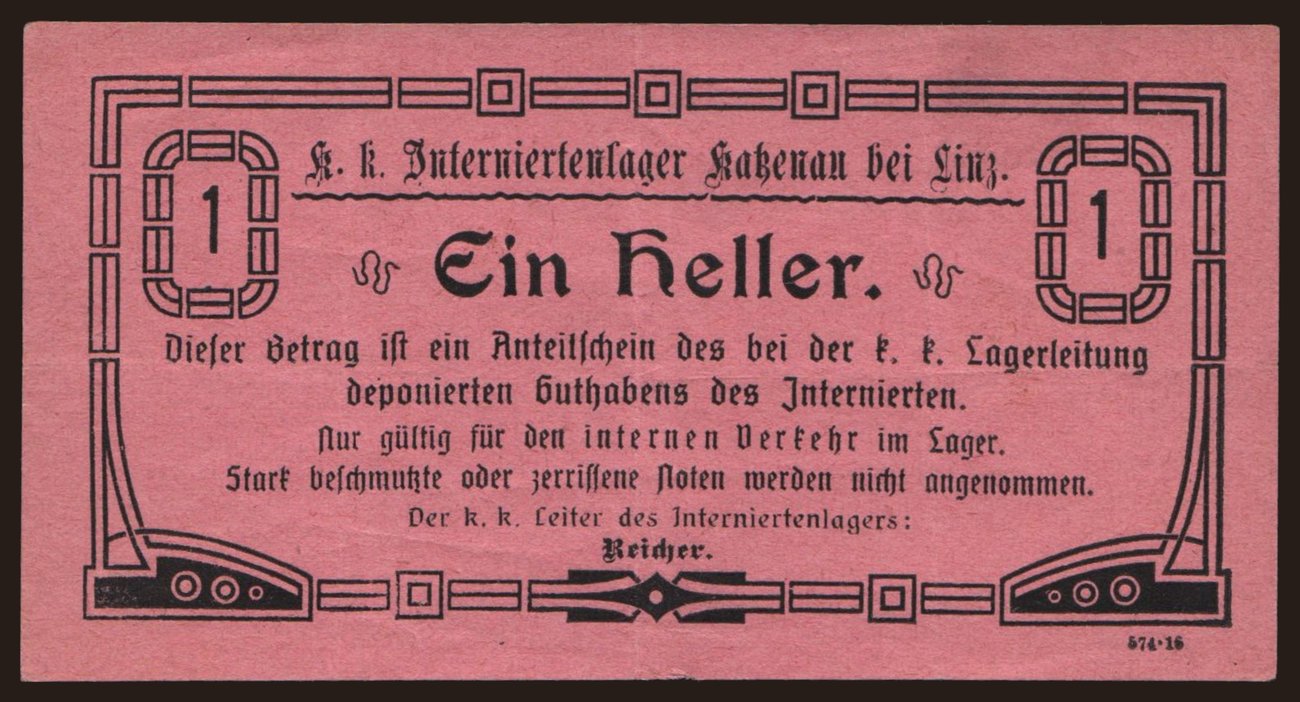 K. k. Interniertenlager Katzenau bei Linz.
1 1
Ein Heller.
Dieser Betrag ist ein Anteilschein des bei der k. k. Lagerleitung
deponierten Guthabens des Internierten.
Nur gültig für den internen Verkehr im Lager.
Stark beschmutzte oder zerrissene Noten werden nicht angenommen.
Der k. k. Leiter des Interniertenlagers:
Reicher.
574·16